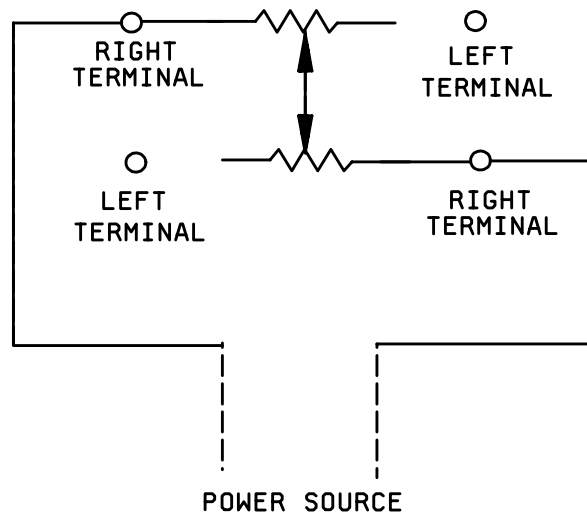 RIGHT
TERMINAL
LEFT
TERMINAL
LEFT
TERMINAL
RIGHT
TERMINAL
POWER SOURCE